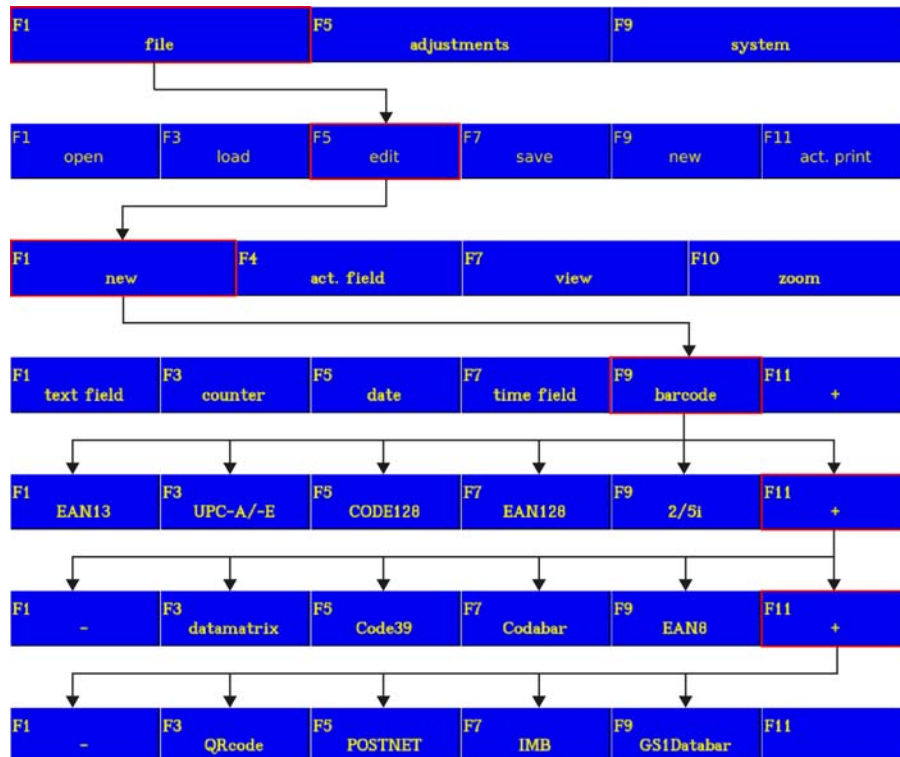 F1 F5 F9
file adjustments system
F1 F3 F5 F7 F9 F11
open load edit save new act. print
F1 F4 F7 F10
new act. field view zoom
F1 F3 F5 F7 F9 F11
text field counter date time field barcode +
F1 F3 F5 F7 F9 F11
EAN13 UPC-A/-E CODE128 EAN128 2/5i +
F1 F3 F5 F7 F9 F11
- datamatrix Code39 Codabar EAN8 +
F1 F3 F5 F7 F9 F11
- QRcode POSTNET IMB GS1Databar